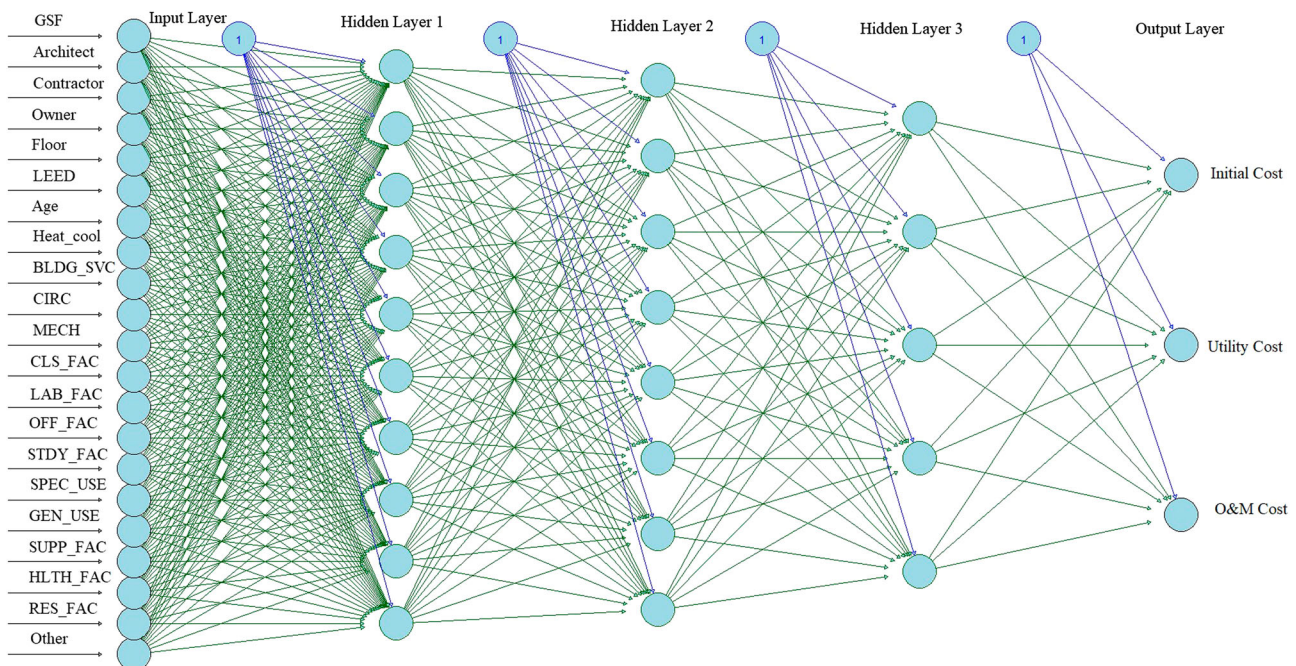 GSF
Input Layer
Hidden Layer 1
Hidden Layer 2
Hidden Layer 3
Output Layer
1
1
1
1
Architect
Contractor
Owner
Floor
LEED
Age
Heat_cool
BLDG_SVC
CIRC
MECH
CLS_FAC
LAB_FAC
OFF_FAC
STDY_FAC
SPEC_USE
GEN_USE
SUPP_FAC
HLTH_FAC
RES_FAC
Other
Initial Cost
Utility Cost
O&M Cost